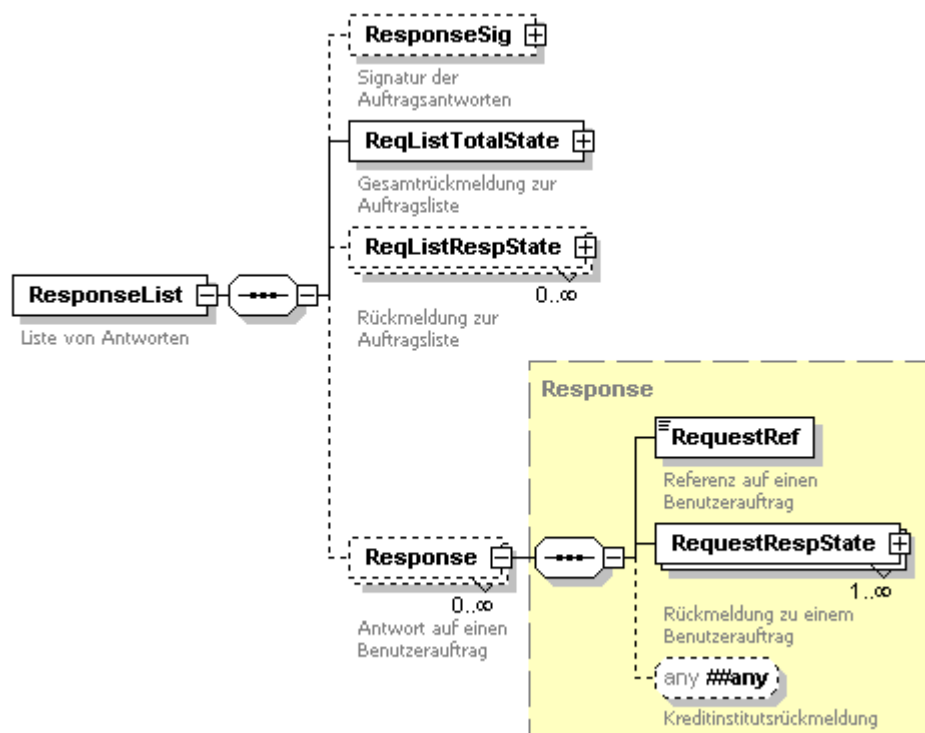 ResponseSig
Signatur der
Auftragsantworten
ReqListTotalState
Gesamtrückmeldung zur
Auftragsliste
ReqListRespState
0..∞
Rückmeldung zur
Auftragsliste
ResponseList
Liste von Antworten
Response
0..∞
Antwort auf einen
Benutzerauftrag
Response
RequestRef
Referenz auf einen
Benutzerauftrag
RequestRespState
1..∞
Rückmeldung zu einem
Benutzerauftrag
any ##any
Kreditinstitutsrückmeldung